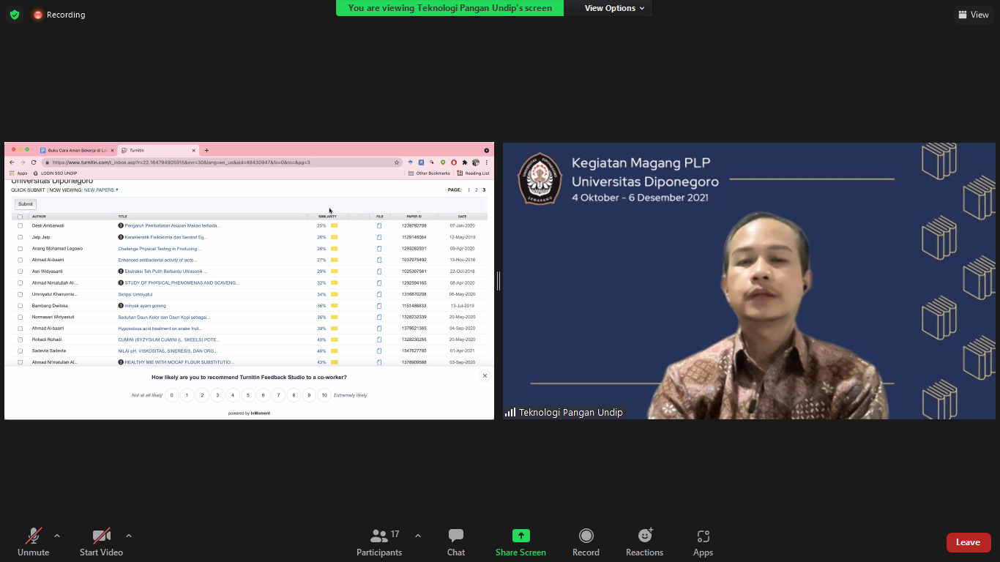 Recording
You are viewing Teknologi Pangan Undip's screen
View Options
View
Buku Cara Aman Bekerja di La
Turnitin
https://www.turnitin.com/t_inbox.asp?r=22.164794905915&svr=30&lang=en_us&aid=48430947&fo=0&ro=&pg=3
Apps
LOGIN SSO UNDIP
Other Bookmarks
Reading List
Universitas Diponegoro
QUICK SUBMIT | NOW VIEWING: NEW PAPERS ▼
PAGE: 1 2 3
Submit
AUTHOR TITLE SIMILARITY FILE PAPER ID DATE
Desti Ambarwati Pengaruh Pembatasan Asupan Makan terhada... 25% 1239792709 07-Jan-2020
Jatp Jatp Karakteristik Fisikokimia dan Sensori Eg... 26% 1129146064 12-May-2019
Anang Mohamad Legowo Challenge Physical Testing in Producing ... 26% 1293282931 09-Apr-2020
Ahmad Al-baarri Enhanced antibacterial activity of lacto... 27% 1037975402 13-Nov-2018
Asri Widyasanti Ekstraksi Teh Putih Berbantu Ultrasonik ... 29% 1025307561 23-Oct-2018
Ahmad Nimatullah Al-... STUDY OF PHYSICAL PHENOMENAS AND SCAVENG... 32% 1292594165 08-Apr-2020
Umniyatul Khairunnis... Skripsi Umniyatul 34% 1316870208 06-May-2020
Bambang Dwiloka minyak ayam goreng 36% 1151486833 13-Jul-2019
Normasari Widyastuti Seduhan Daun Kelor dan Daun Kopi sebagai... 36% 1328232339 20-May-2020
Ahmad Al-baarri Hypoiodous acid treatment on snake fruit... 39% 1379621365 04-Sep-2020
Rohadi Rohadi CUMINI (SYZYGIUM CUMINI (L. SKEELS) POTE... 40% 1328230255 20-May-2020
Sadevta Sadevta NILAI pH, VISKOSITAS, SINERESIS, DAN ORG... 40% 1547627785 01-Apr-2021
Ahmad Ni'matullah Al... HEALTHY MIE WITH MOCAF FLOUR SUBSTITUTIO... 43% 1378909588 03-Sep-2020
How likely are you to recommend Turnitin Feedback Studio to a co-worker?
Not at all likely 0 1 2 3 4 5 6 7 8 9 10 Extremely likely
powered by InMoment
Kegiatan Magang PLP
Universitas Diponegoro
4 Oktober - 6 Desember 2021
SEMARANG
Teknologi Pangan Undip
Unmute
Start Video
Participants 17
Chat
Share Screen
Record
Reactions
Apps
Leave